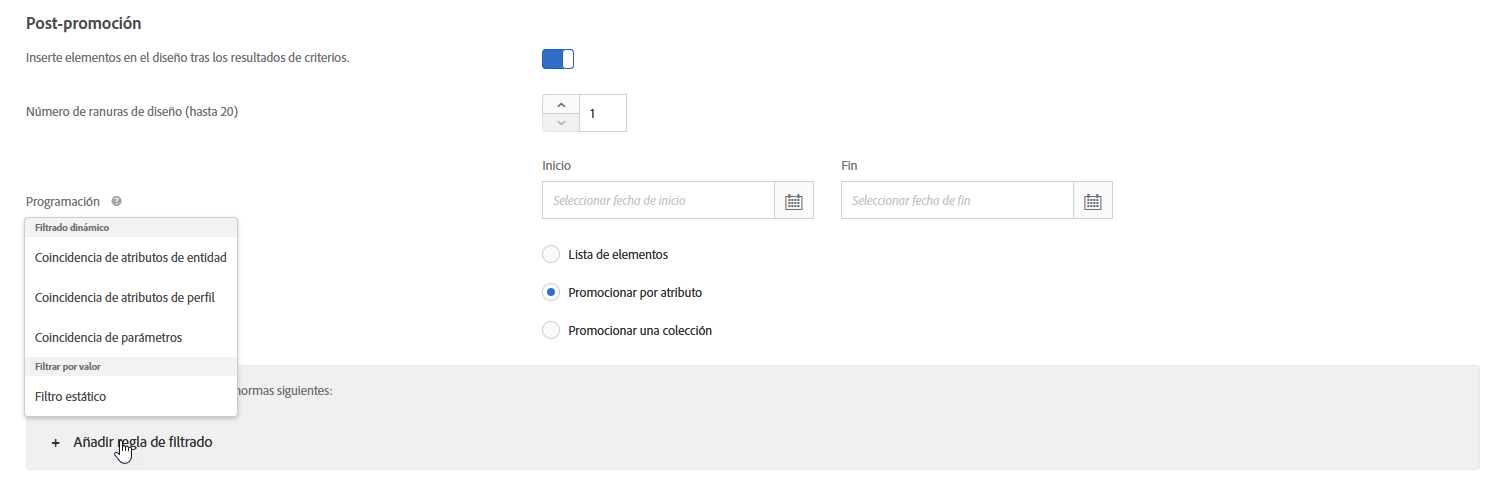 Post-promoción
Inserte elementos en el diseño tras los resultados de criterios.
Número de ranuras de diseño (hasta 20)
1
Inicio
Fin
Programación ?
Seleccionar fecha de inicio
Seleccionar fecha de fin
Filtrado dinámico
Coincidencia de atributos de entidad
Coincidencia de atributos de perfil
Coincidencia de parámetros
Filtrar por valor
Filtro estático
Lista de elementos
Promocionar por atributo
Promocionar una colección
normas siguientes:
+ Añadir regla de filtrado